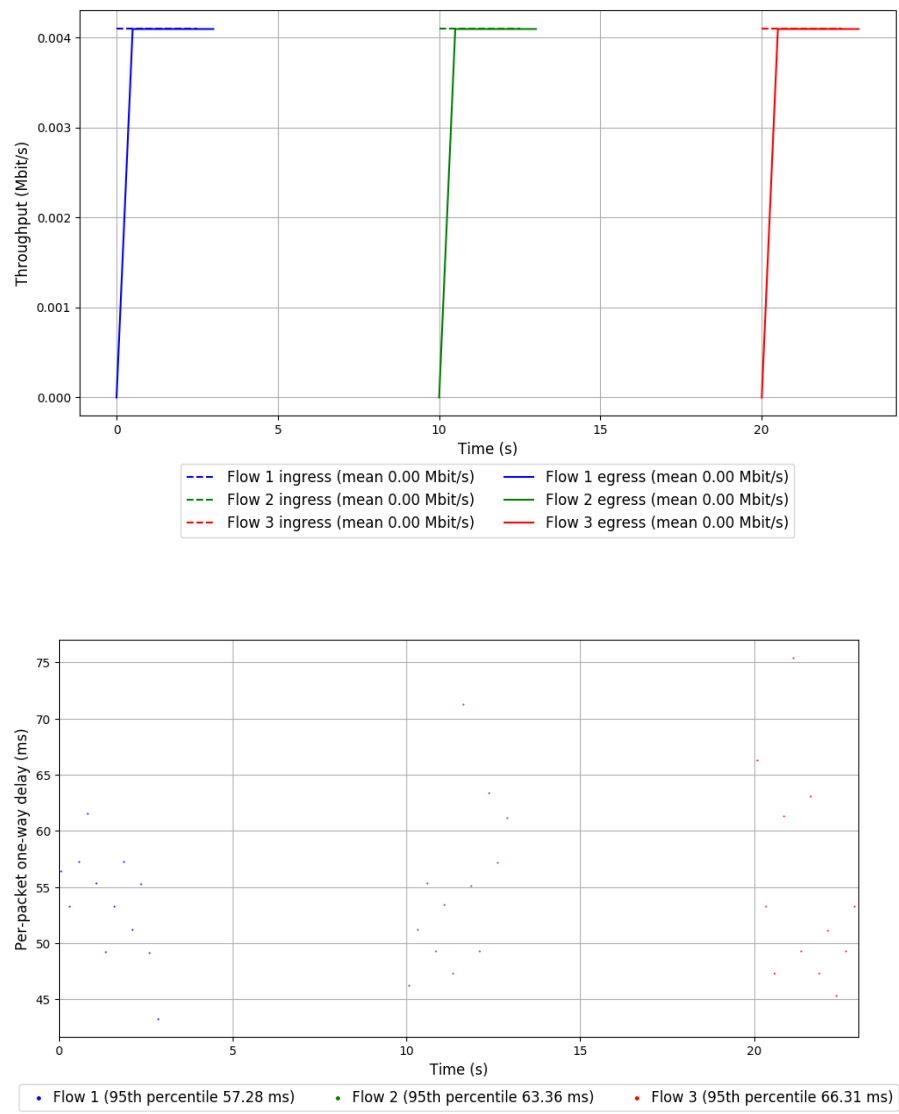 0.004
0.003
0.002
0.001
0.000
Throughput (Mbit/s)
0 5 10 15 20
Time (s)
Flow 1 ingress (mean 0.00 Mbit/s) Flow 1 egress (mean 0.00 Mbit/s)
Flow 2 ingress (mean 0.00 Mbit/s) Flow 2 egress (mean 0.00 Mbit/s)
Flow 3 ingress (mean 0.00 Mbit/s) Flow 3 egress (mean 0.00 Mbit/s)
75
70
65
60
55
50
45
Per-packet one-way delay (ms)
0 5 10 15 20
Time (s)
Flow 1 (95th percentile 57.28 ms) Flow 2 (95th percentile 63.36 ms) Flow 3 (95th percentile 66.31 ms)